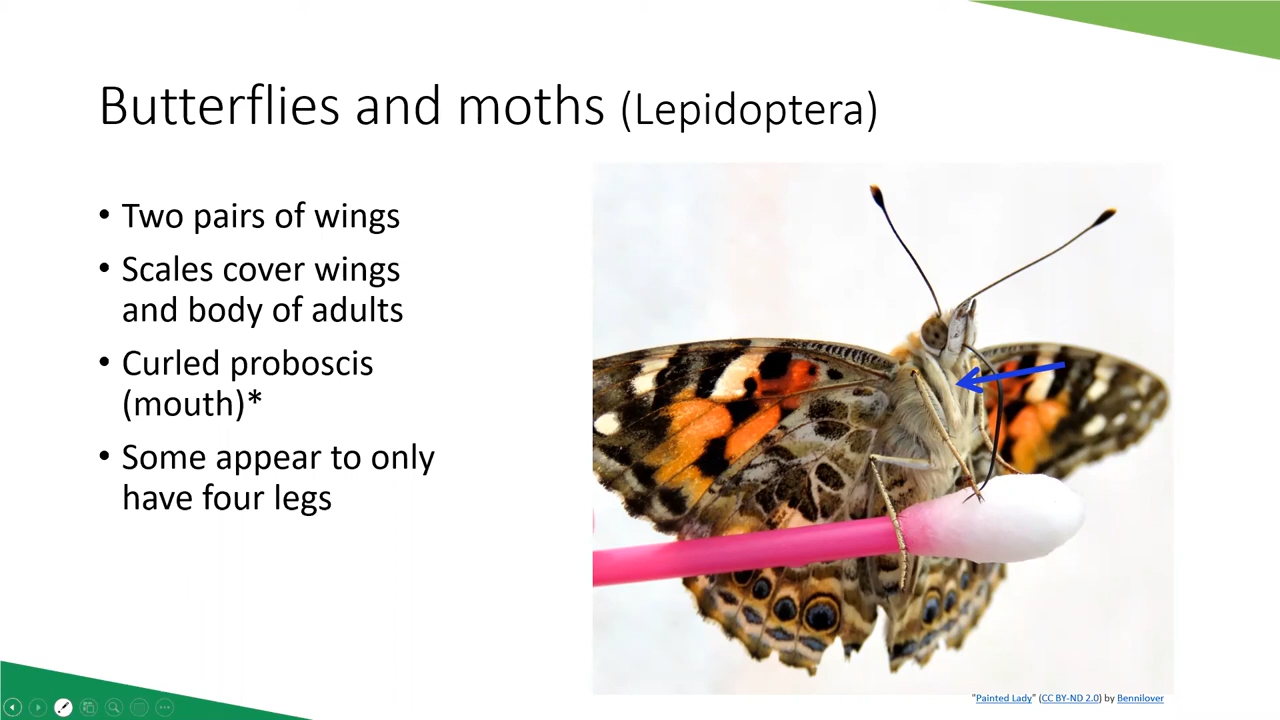 Butterflies and moths (Lepidoptera)
• Two pairs of wings
• Scales cover wings
and body of adults
• Curled proboscis
(mouth)*
• Some appear to only
have four legs
"Painted Lady" (CC BY-ND 2.0) by Bennilover